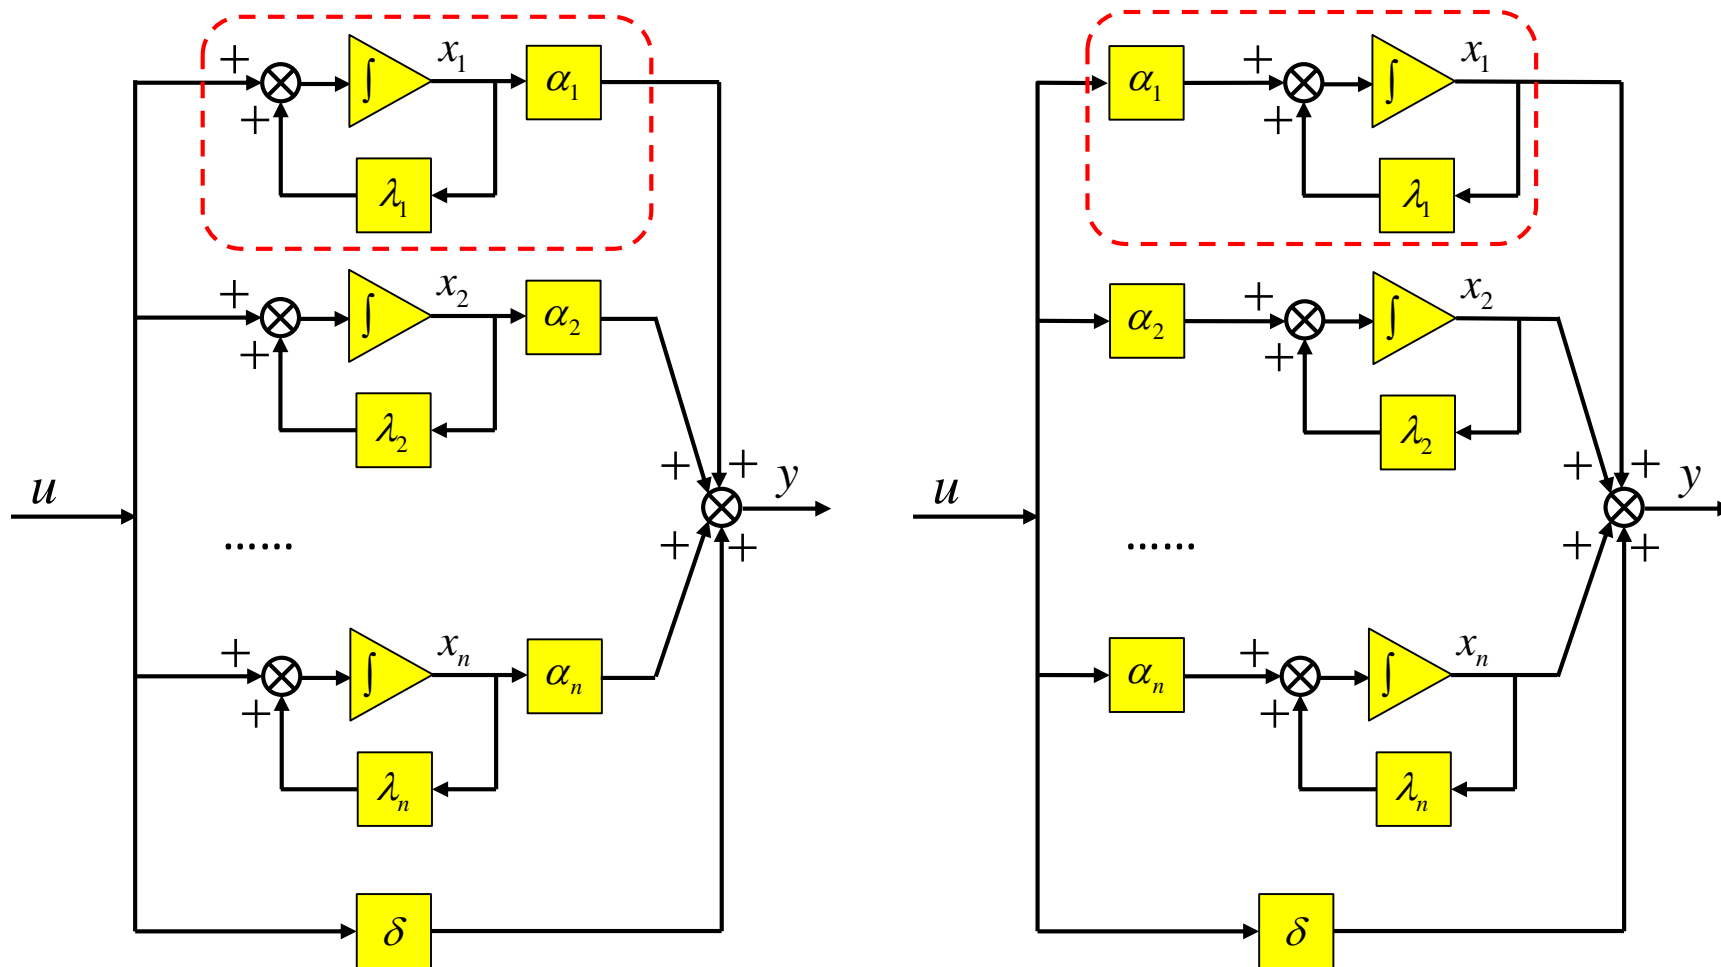 + ∫ x₁ α₁
+ λ₁
+ ∫ x₂ α₂
+ λ₂
u + + y
......
+ +
+ ∫ xₙ αₙ
+ λₙ
δ
α₁ + ∫ x₁
+ λ₁
α₂ + ∫ x₂
+ λ₂
u + + y
......
+ +
αₙ + ∫ xₙ
+ λₙ
δ